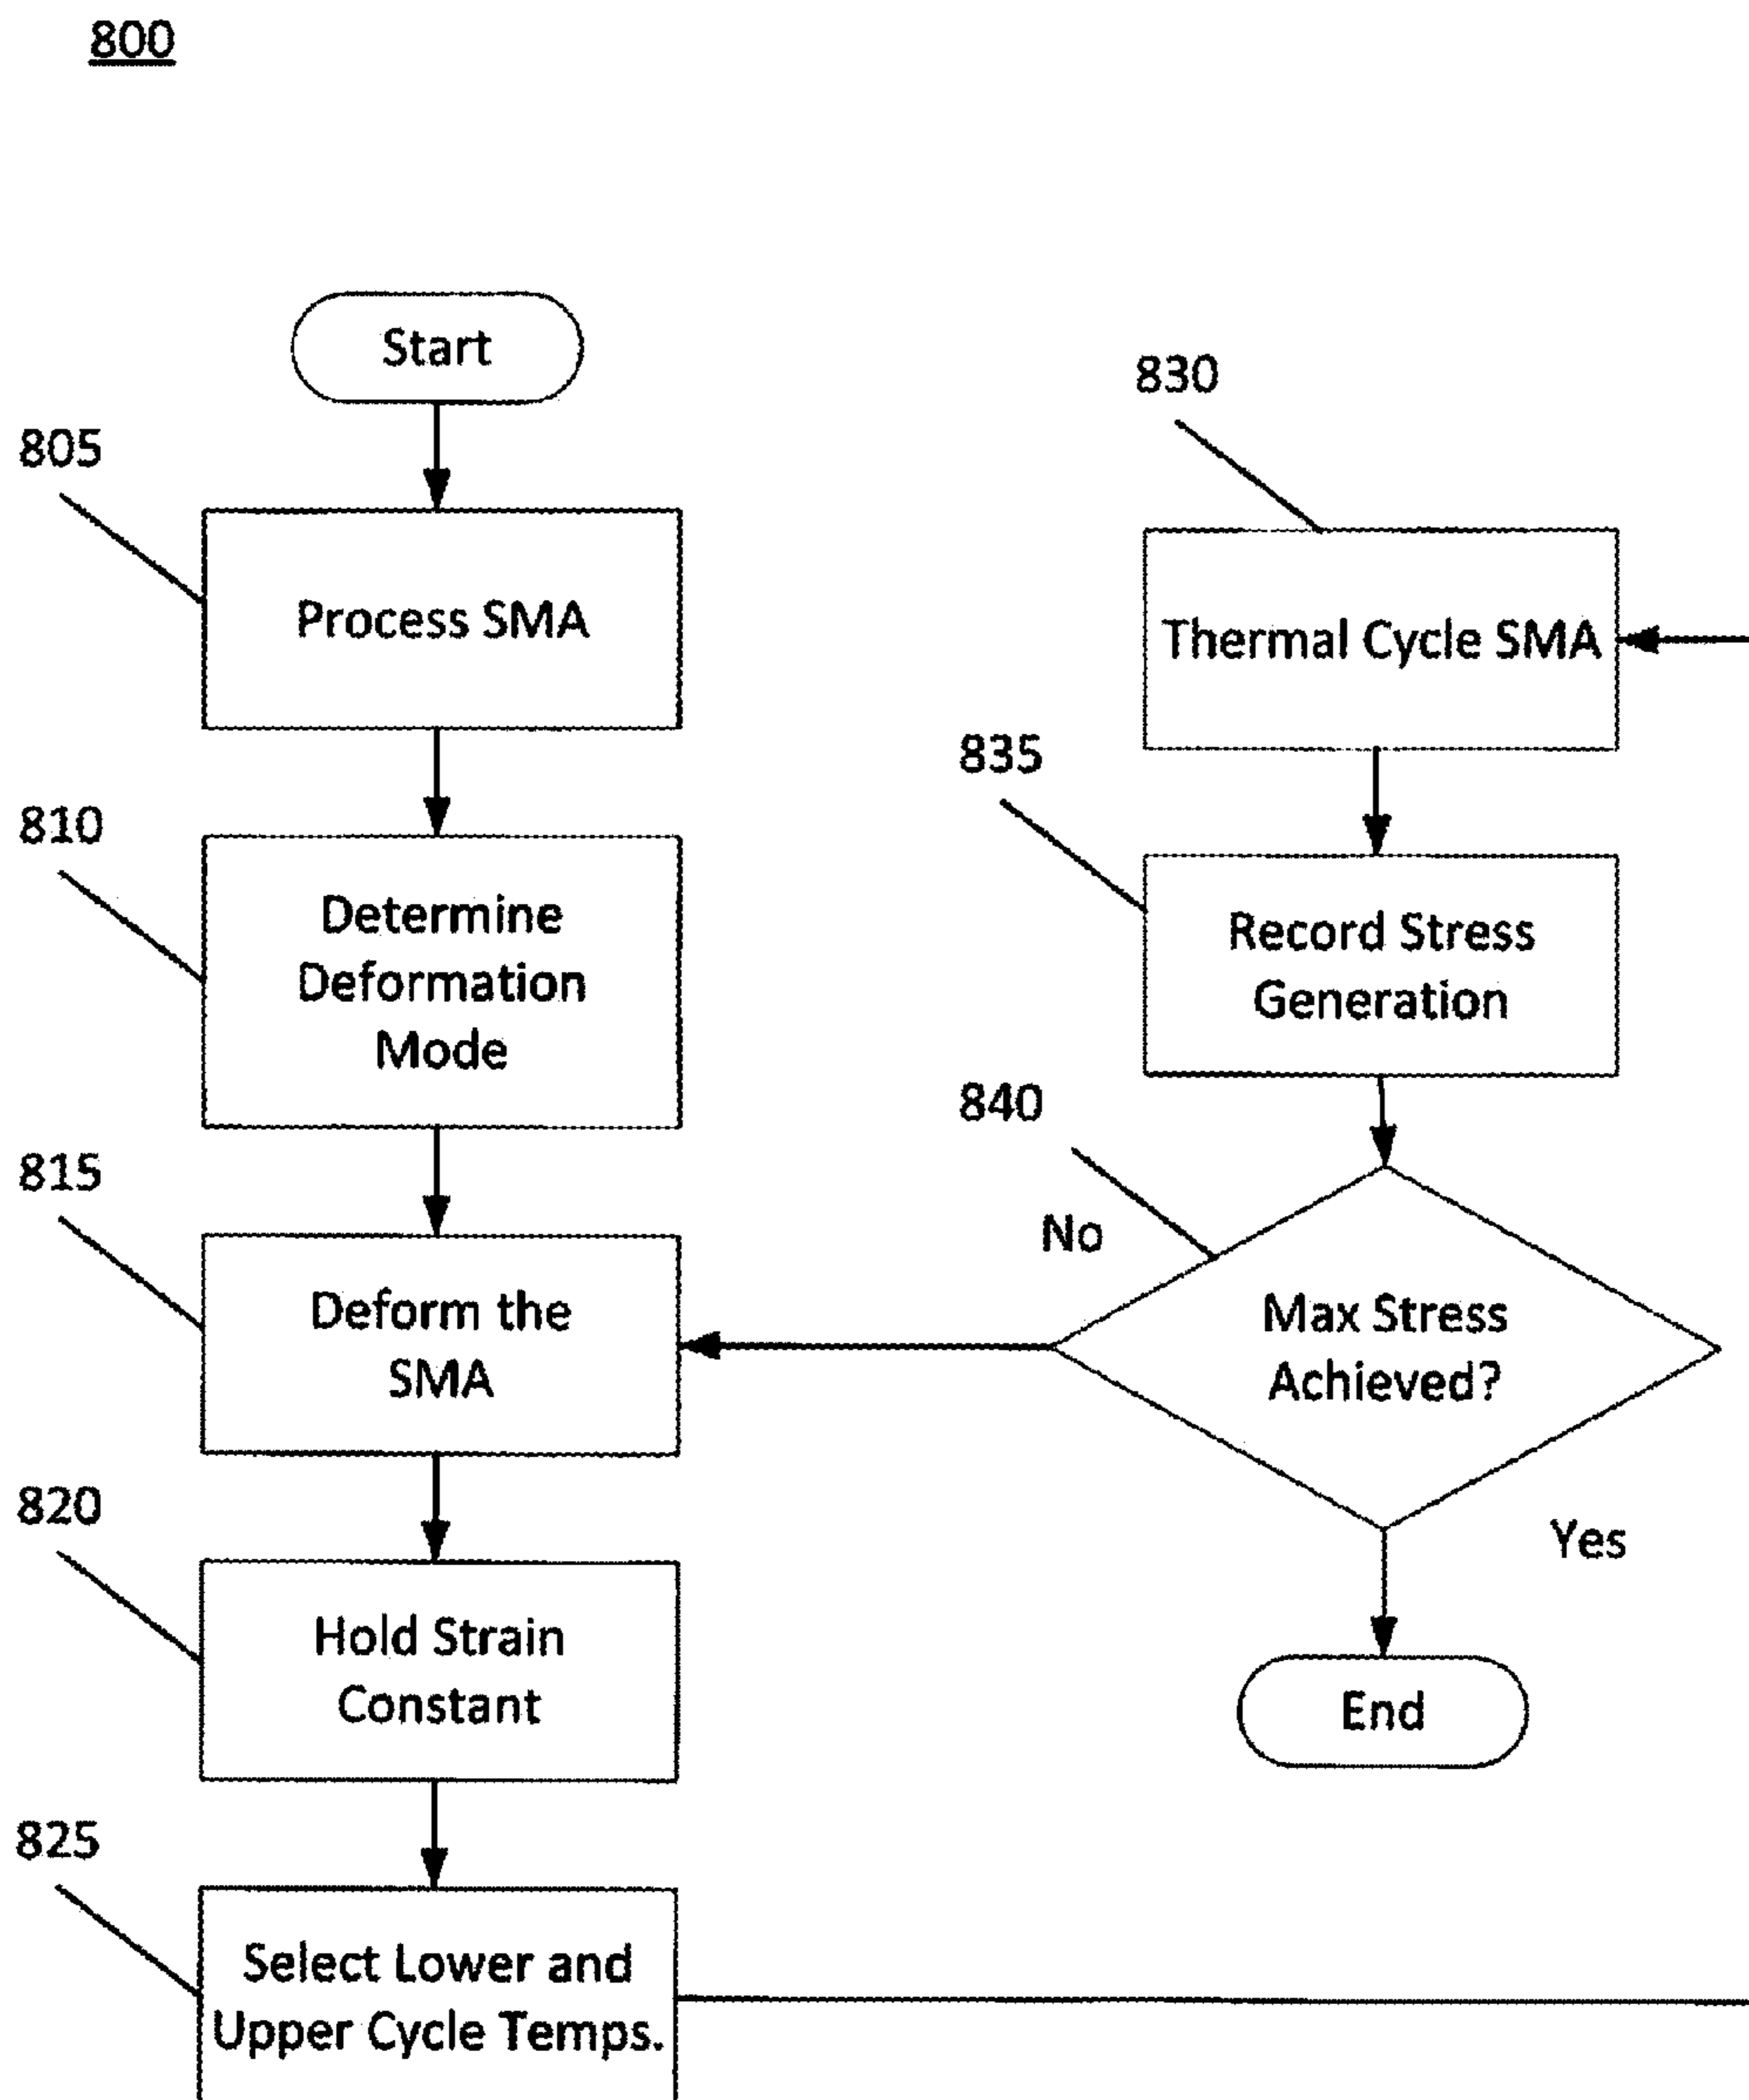 800
Start
805
Process SMA
810
Determine
Deformation
Mode
815
Deform the
SMA
820
Hold Strain
Constant
825
Select Lower and
Upper Cycle Temps.
830
Thermal Cycle SMA
835
Record Stress
Generation
840
No
Max Stress
Achieved?
Yes
End